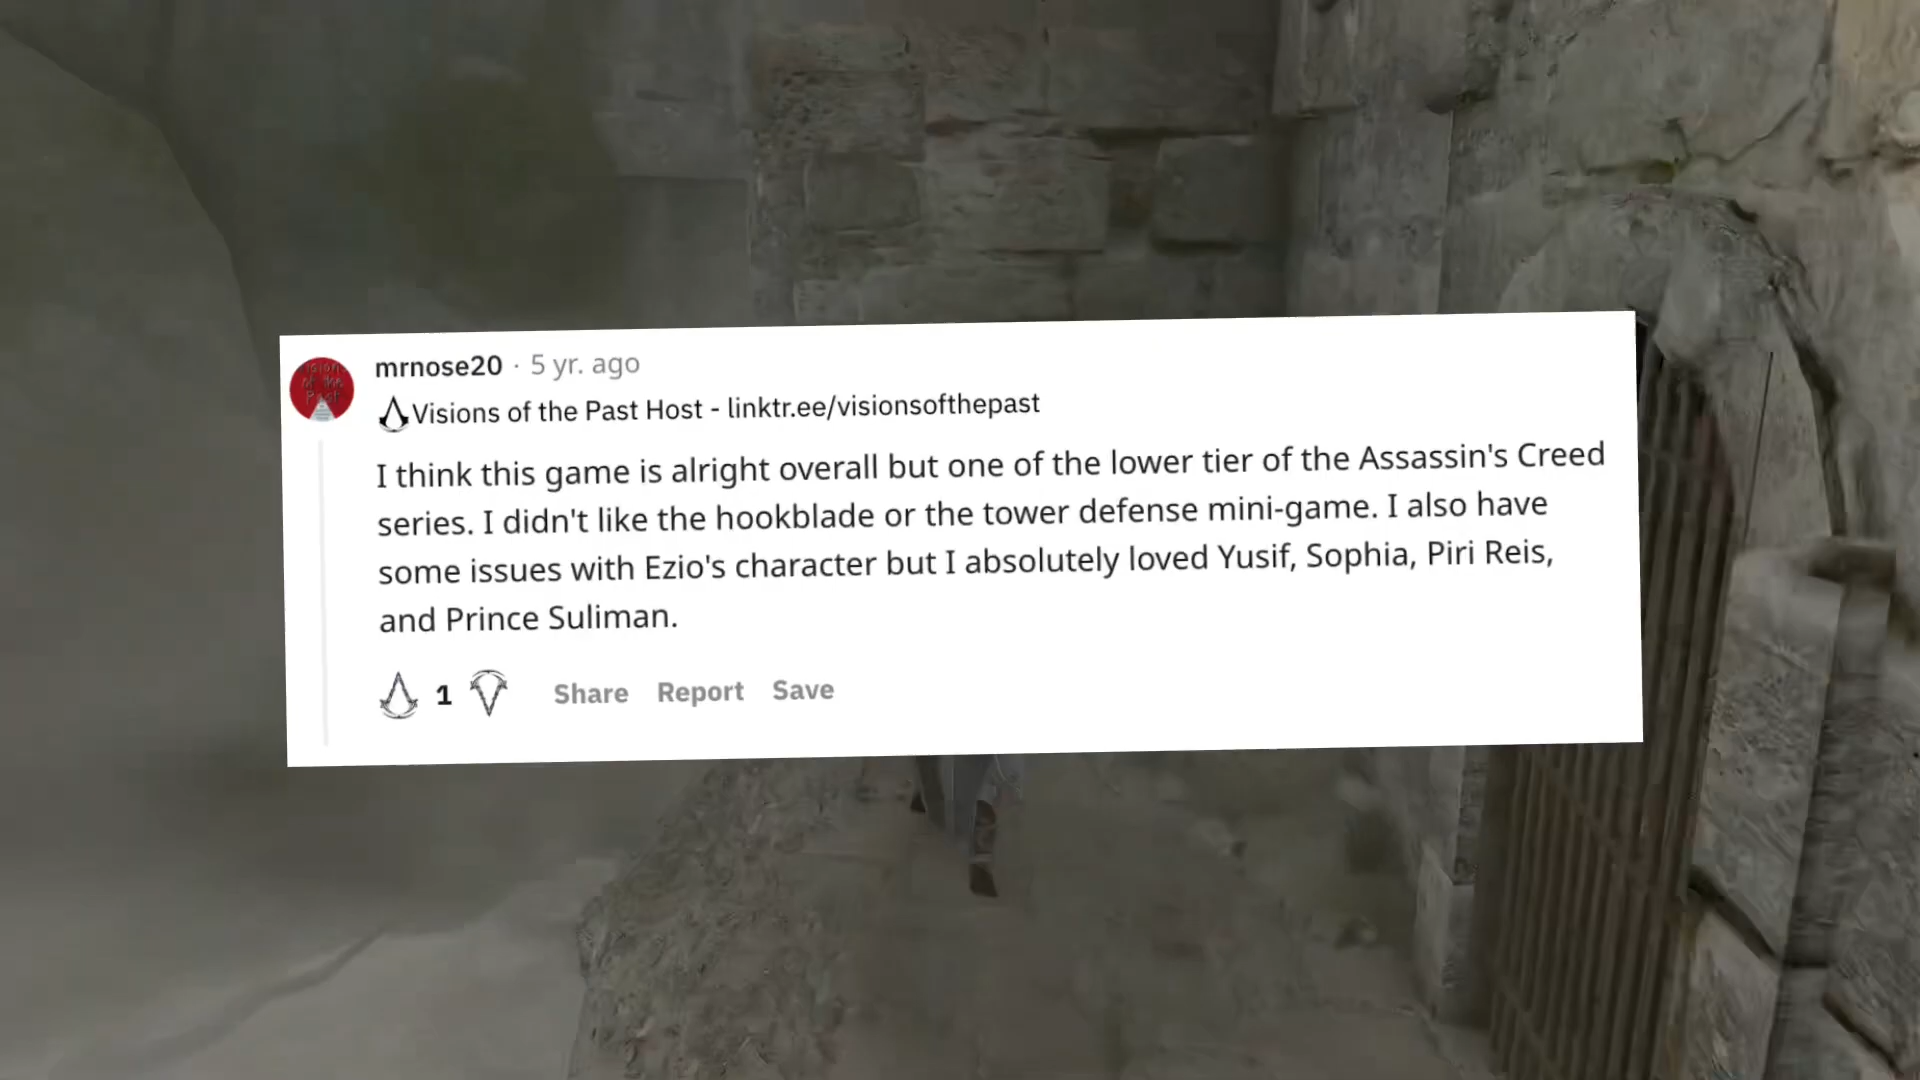 mrnose20 · 5 yr. ago
Visions of the Past Host - linktr.ee/visionsofthepast
I think this game is alright overall but one of the lower tier of the Assassin's Creed
series. I didn't like the hookblade or the tower defense mini-game. I also have
some issues with Ezio's character but I absolutely loved Yusif, Sophia, Piri Reis,
and Prince Suliman.
1 Share Report Save